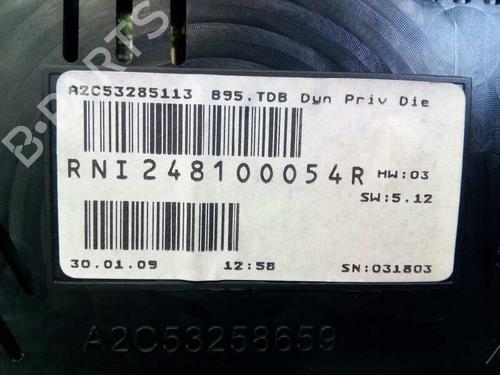 A2C53285113 B95.TDB Dyn Priv Die
RNI248100054R HW:03
SW:5.12
30.01.09 12:58 SN:031803
A2C53258659
B-PARTS